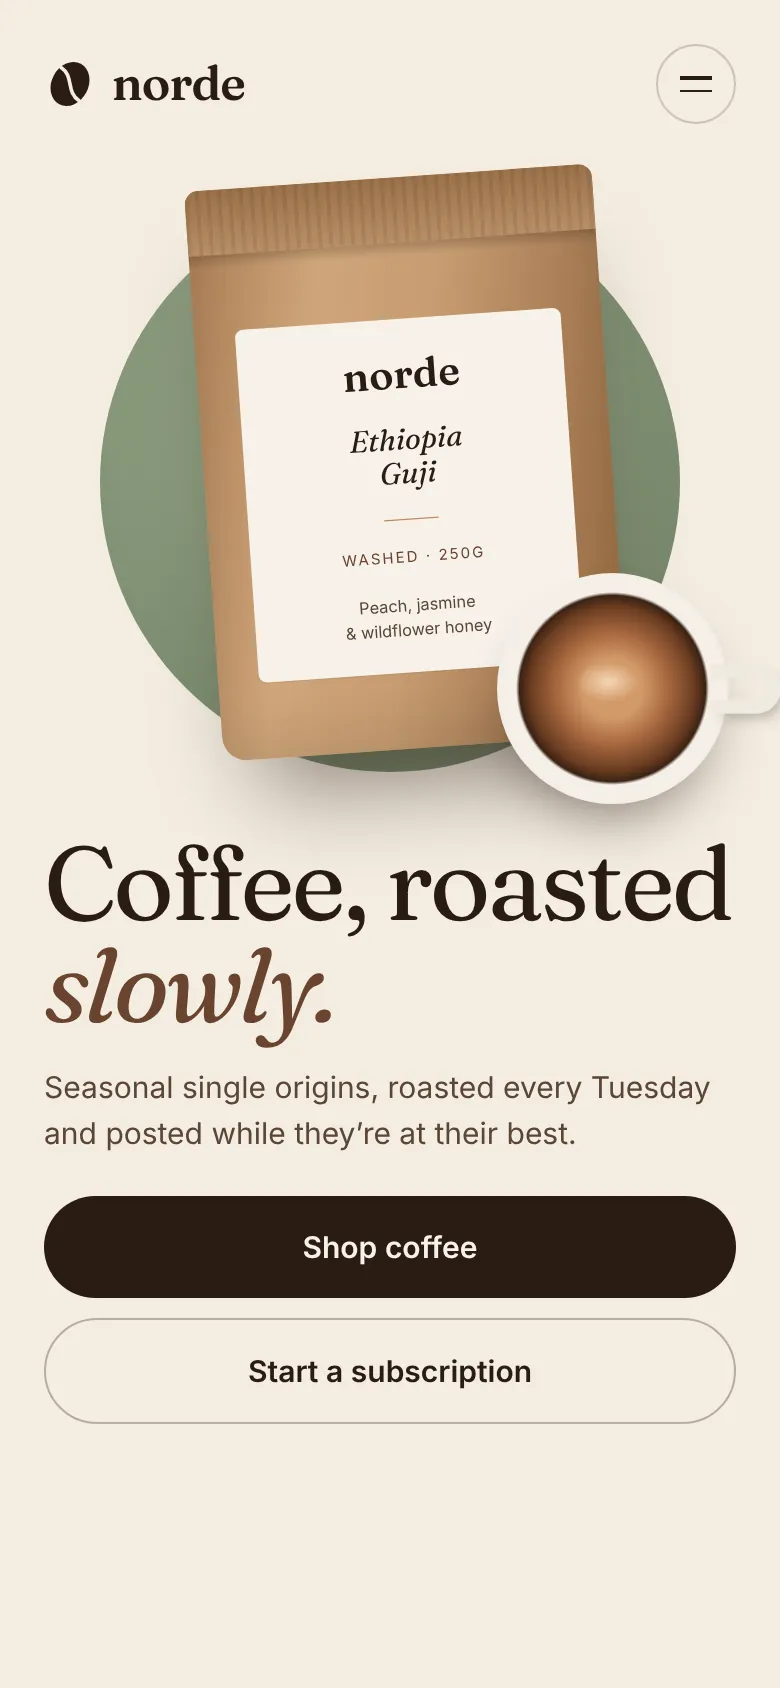 norde
norde
Ethiopia
Guji
WASHED · 250G
Peach, jasmine
& wildflower honey
Coffee, roasted
slowly.
Seasonal single origins, roasted every Tuesday
and posted while they’re at their best.
Shop coffee
Start a subscription